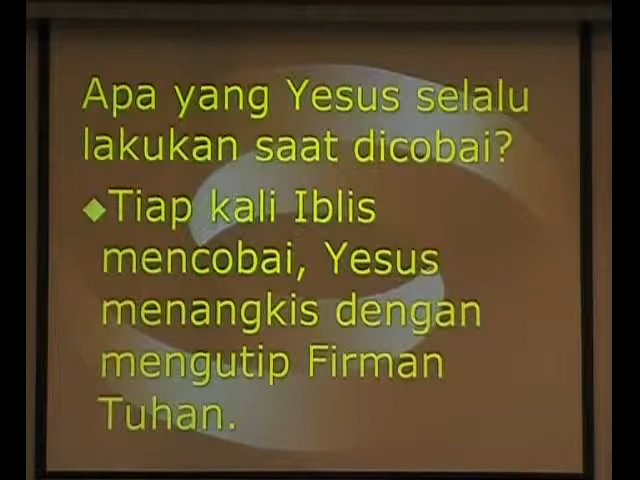 Apa yang Yesus selalu
lakukan saat dicobai?
Tiap kali Iblis
mencobai, Yesus
menangkis dengan
mengutip Firman
Tuhan.